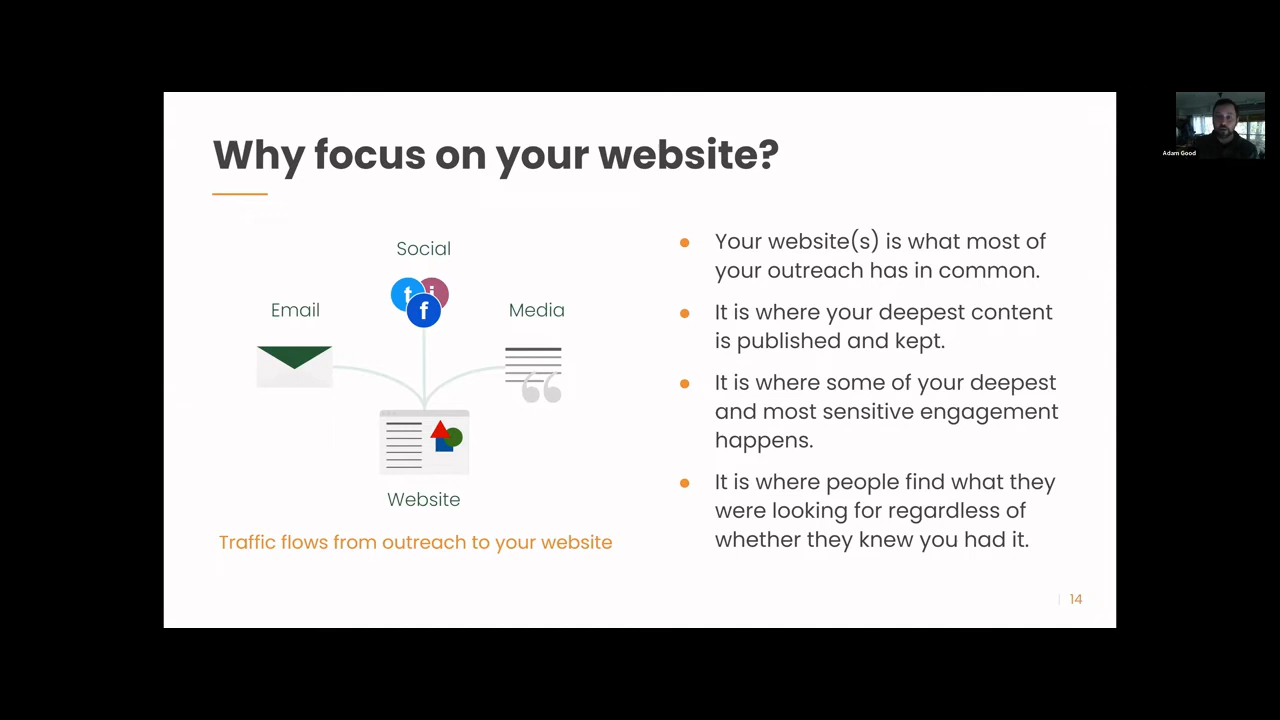 Why focus on your website?
Social
Email
Media
t
i
f
Website
Traffic flows from outreach to your website
Your website(s) is what most of
your outreach has in common.
It is where your deepest content
is published and kept.
It is where some of your deepest
and most sensitive engagement
happens.
It is where people find what they
were looking for regardless of
whether they knew you had it.
14
Adam Good